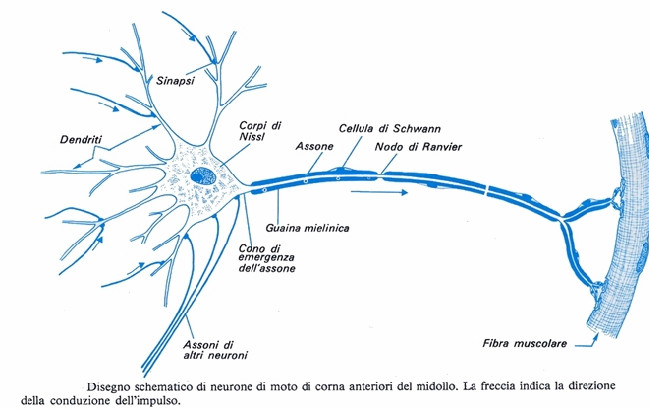 Sinapsi
Corpi di
Nissl
Cellula di Schwann
Dendriti
Assone
Nodo di Ranvier
Guaina mielinica
Cono di
emergenza
dell'assone
Assoni di
altri neuroni
Fibra muscolare
Disegno schematico di neurone di moto di corna anteriori del midollo. La freccia indica la direzione
della conduzione dell'impulso.